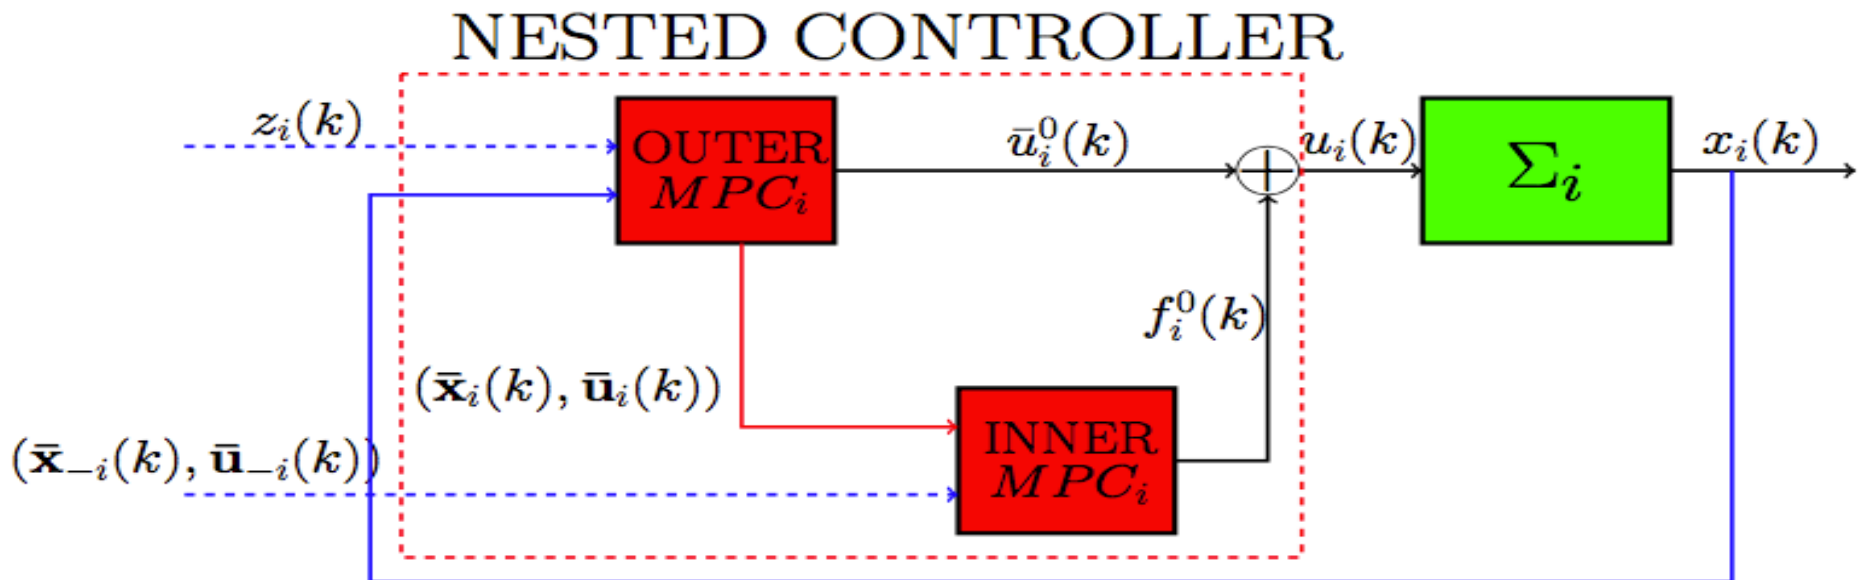 NESTED CONTROLLER
z_i(k)
OUTER
MPC_i
ū_i^0(k)
+
u_i(k)
Σ_i
x_i(k)
f_i^0(k)
(x̄_i(k), ū_i(k))
(x̄_{-i}(k), ū_{-i}(k))
INNER
MPC_i